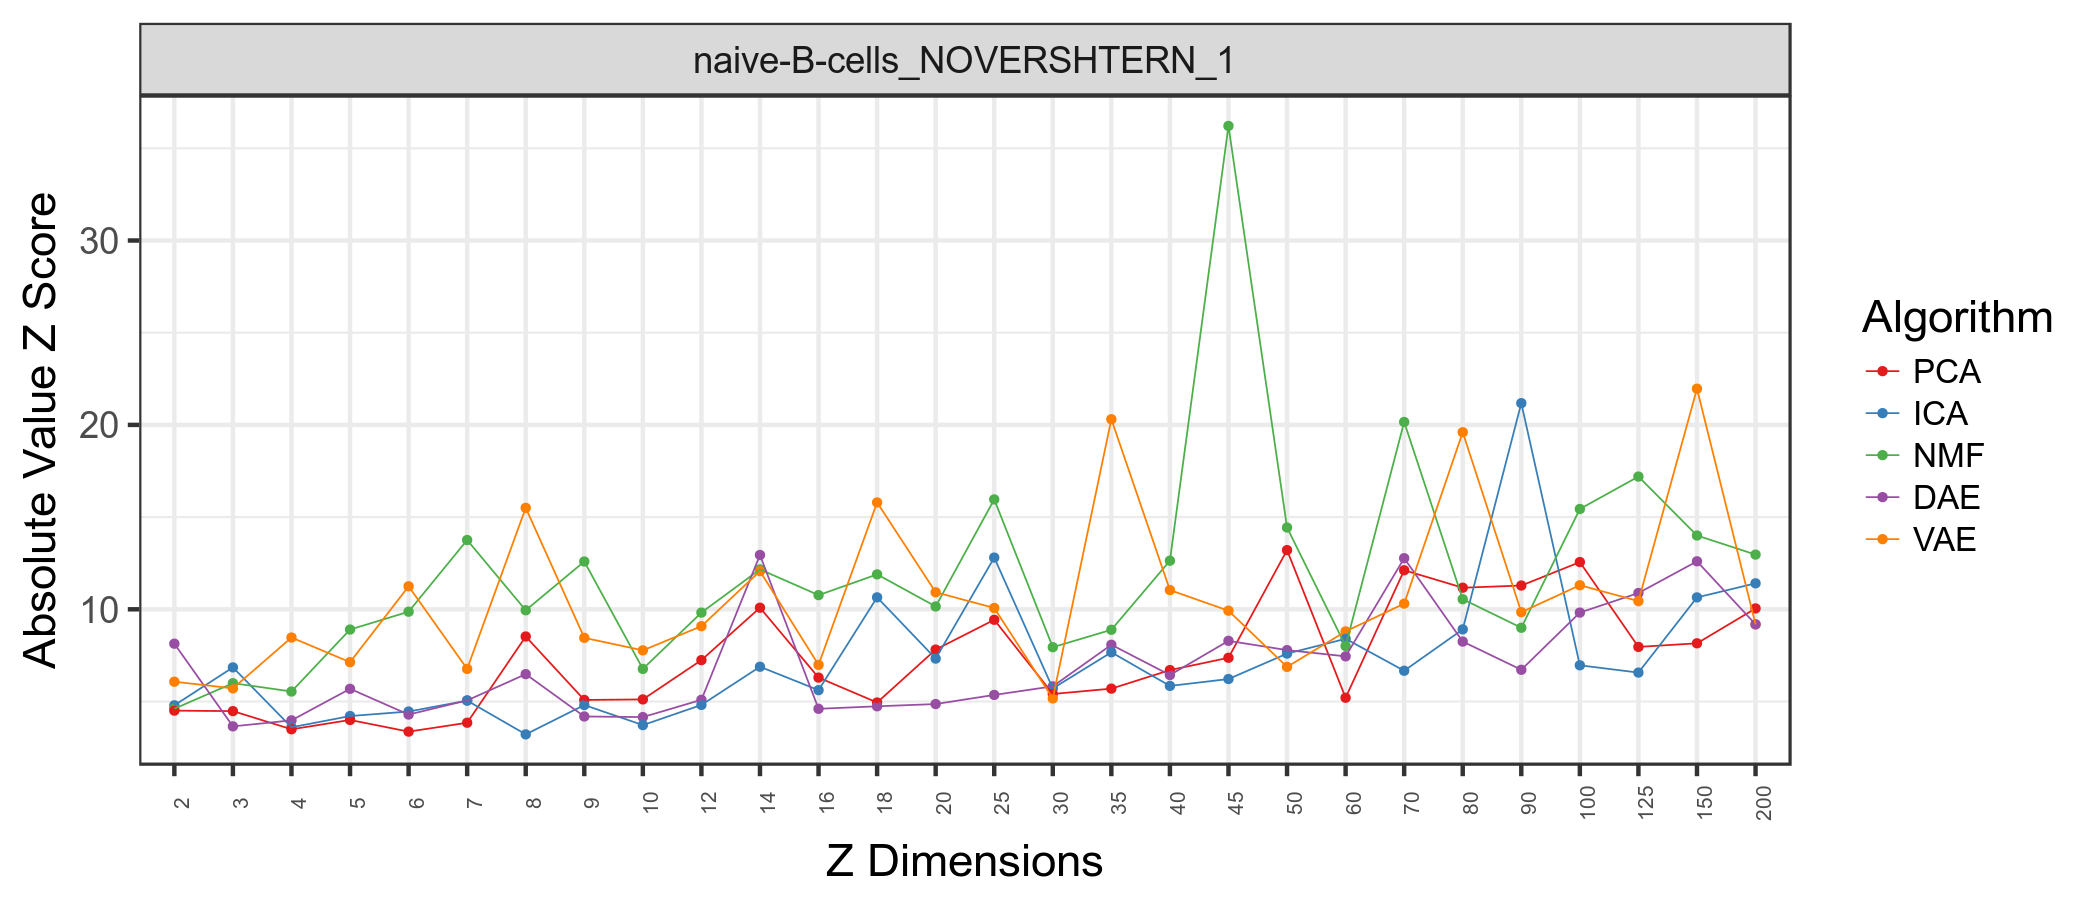 naive-B-cells_NOVERSHTERN_1
Absolute Value Z Score
30
20
10
2 3 4 5 6 7 8 9 10 12 14 16 18 20 25 30 35 40 45 50 60 70 80 90 100 125 150 200
Z Dimensions
Algorithm
PCA
ICA
NMF
DAE
VAE